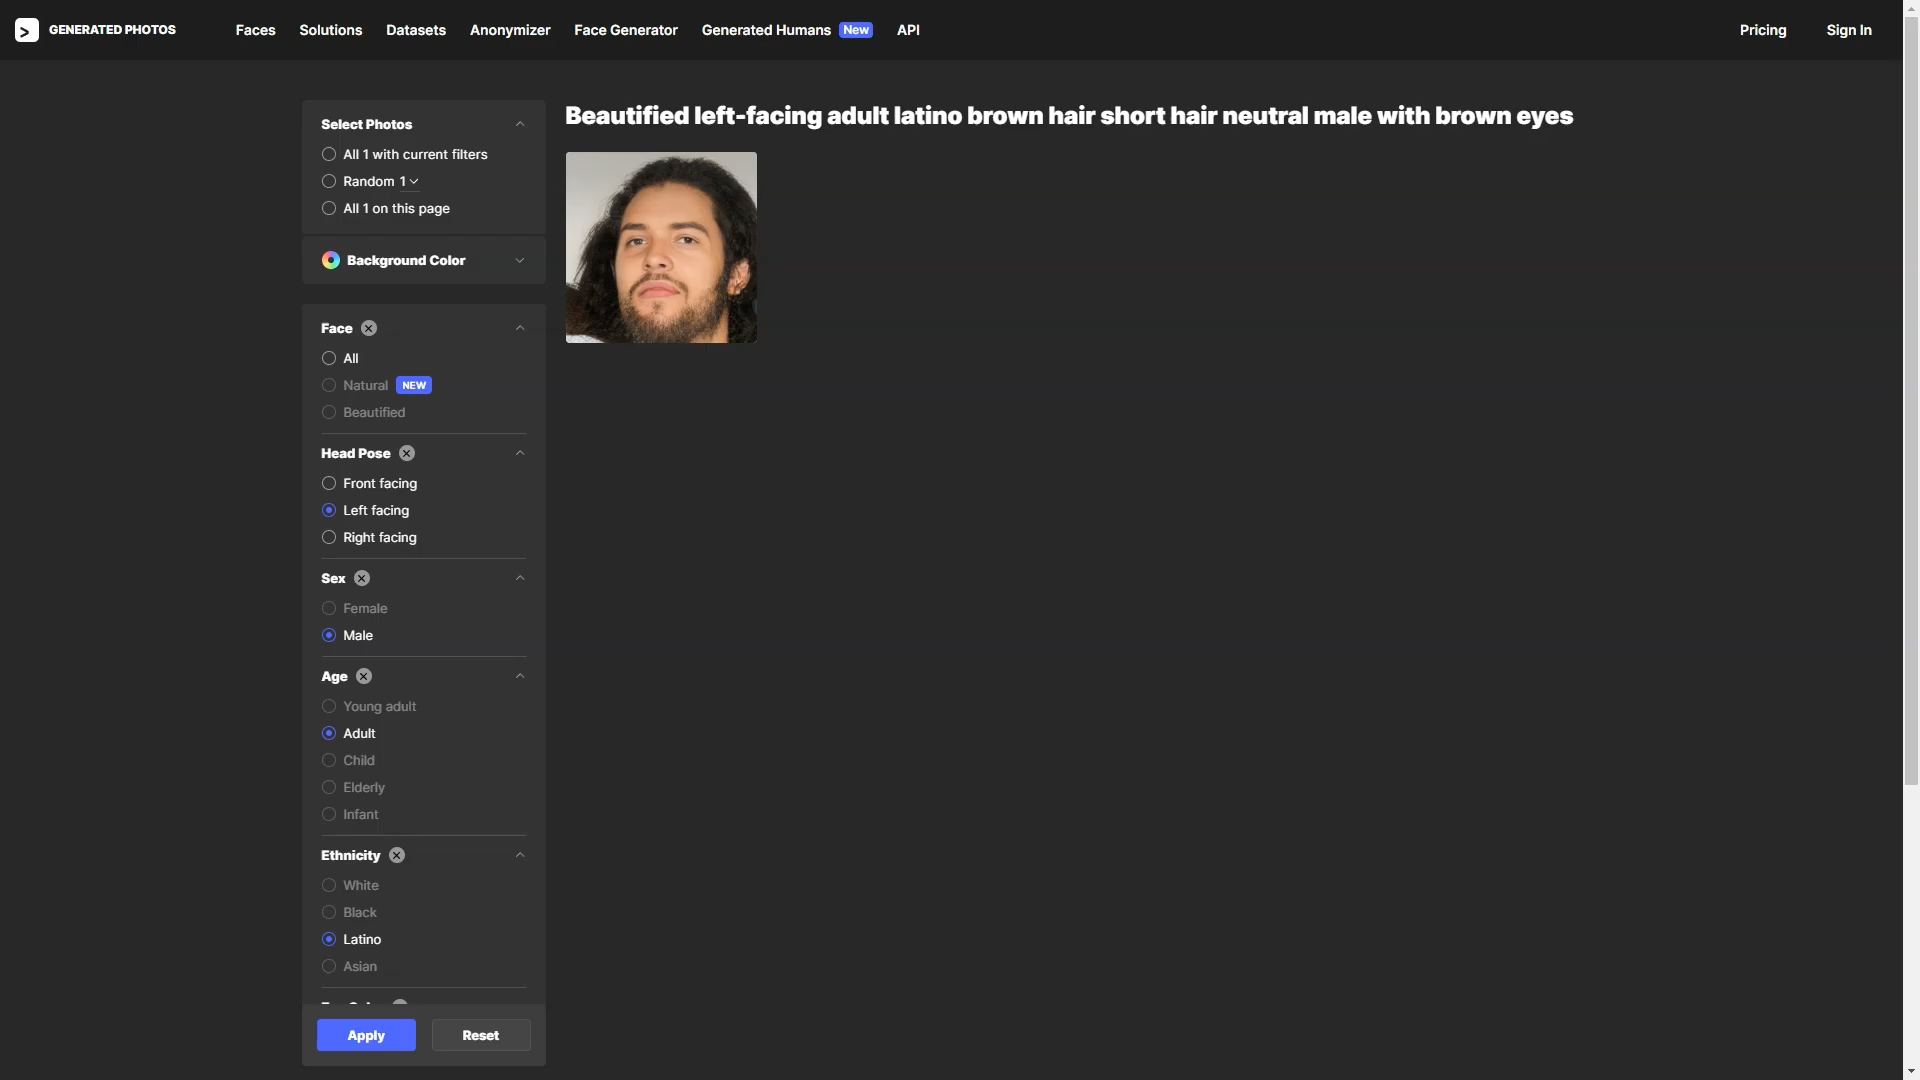 GENERATED PHOTOS
Faces
Solutions
Datasets
Anonymizer
Face Generator
Generated Humans New
API
Pricing
Sign In
Select Photos
All 1 with current filters
Random 1
All 1 on this page
Background Color
Face
All
Natural NEW
Beautified
Head Pose
Front facing
Left facing
Right facing
Sex
Female
Male
Age
Young adult
Adult
Child
Elderly
Infant
Ethnicity
White
Black
Latino
Asian
Apply
Reset
Beautified left-facing adult latino brown hair short hair neutral male with brown eyes